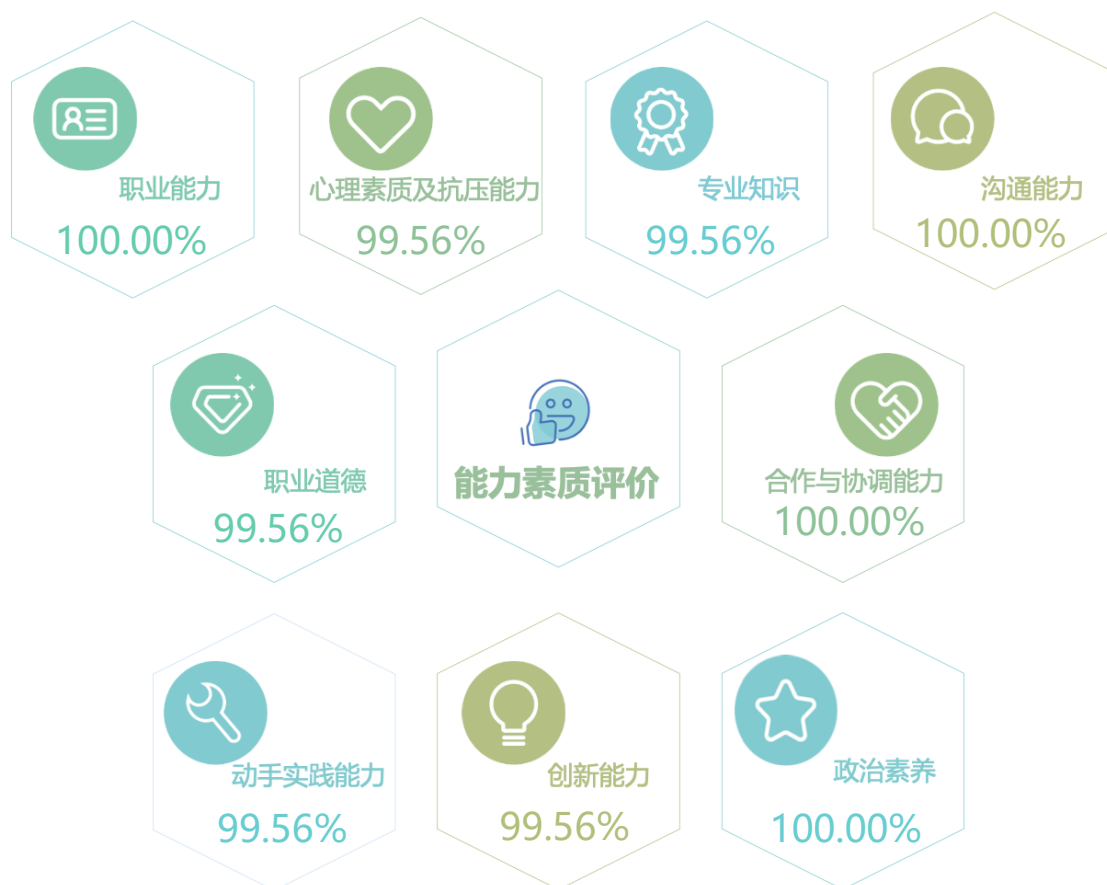 职业能力
100.00%
心理素质及抗压能力
99.56%
专业知识
99.56%
沟通能力
100.00%
职业道德
99.56%
能力素质评价
合作与协调能力
100.00%
动手实践能力
99.56%
创新能力
99.56%
政治素养
100.00%